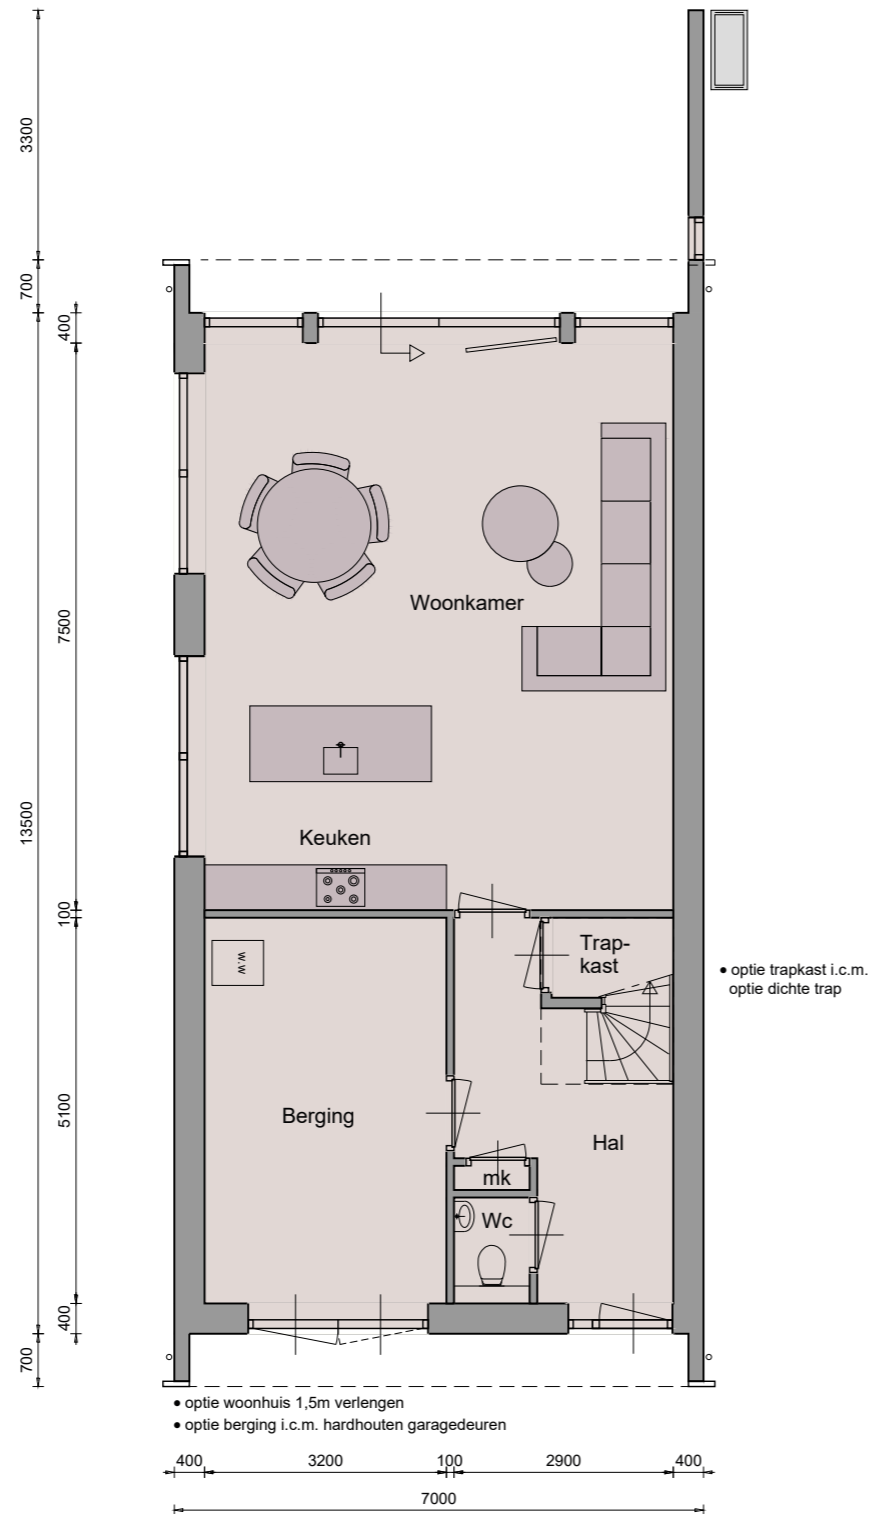 3300
700
400
Woonkamer
7500
13500
Keuken
100
W.W
Trap-
kast
• optie trapkast i.c.m.
optie dichte trap
5100
Berging
Hal
mk
Wc
400
700
• optie woonhuis 1,5m verlengen
• optie berging i.c.m. hardhouten garagedeuren
400 3200 100 2900 400
7000